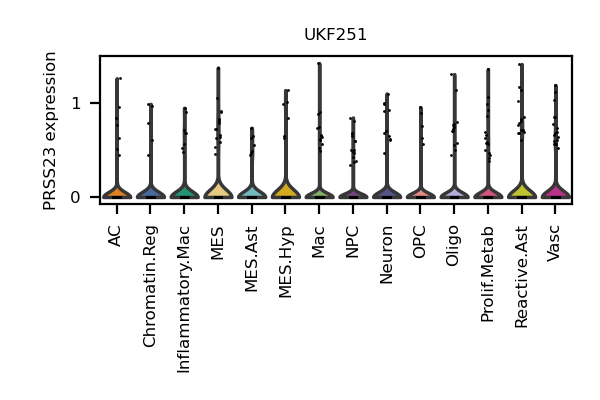 UKF251
PRSS23 expression
1
0
AC
Chromatin.Reg
Inflammatory.Mac
MES
MES.Ast
MES.Hyp
Mac
NPC
Neuron
OPC
Oligo
Prolif.Metab
Reactive.Ast
Vasc